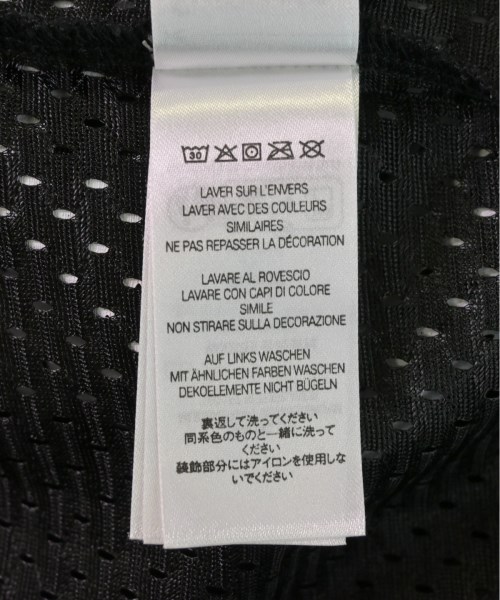 30
LAVER SUR L'ENVERS
LAVER AVEC DES COULEURS
SIMILAIRES
NE PAS REPASSER LA DÉCORATION
LAVARE AL ROVESCIO
LAVARE CON CAPI DI COLORE
SIMILE
NON STIRARE SULLA DECORAZIONE
AUF LINKS WASCHEN
MIT ÄHNLICHEN FARBEN WASCHEN
DEKOELEMENTE NICHT BÜGELN
裏返して洗ってください
同系色のものと一緒に洗って
ください
装飾部分にはアイロンを使用しな
いでください